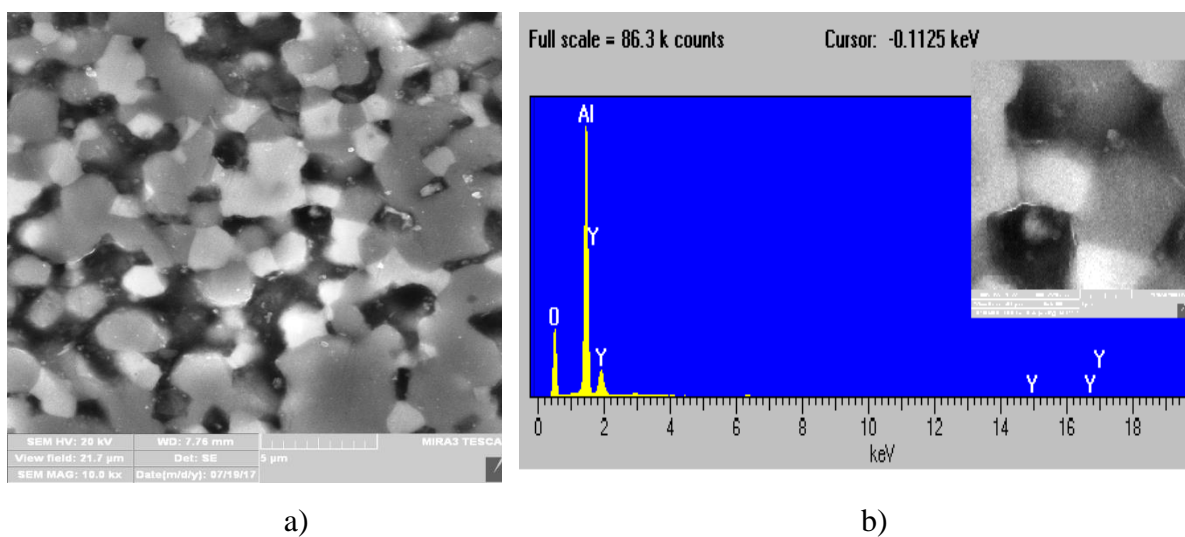 SEM HV: 20 kV
WD: 7.76 mm
MIRA3 TESCA
View field: 21.7 µm
Det: SE
5 µm
SEM MAG: 10.0 kx
Date(m/d/y): 07/19/17
a)
Full scale = 86.3 k counts
Cursor: -0.1125 keV
Al
Y
O
Y
Y
Y
Y
0
2
4
6
8
10
12
14
16
18
keV
b)